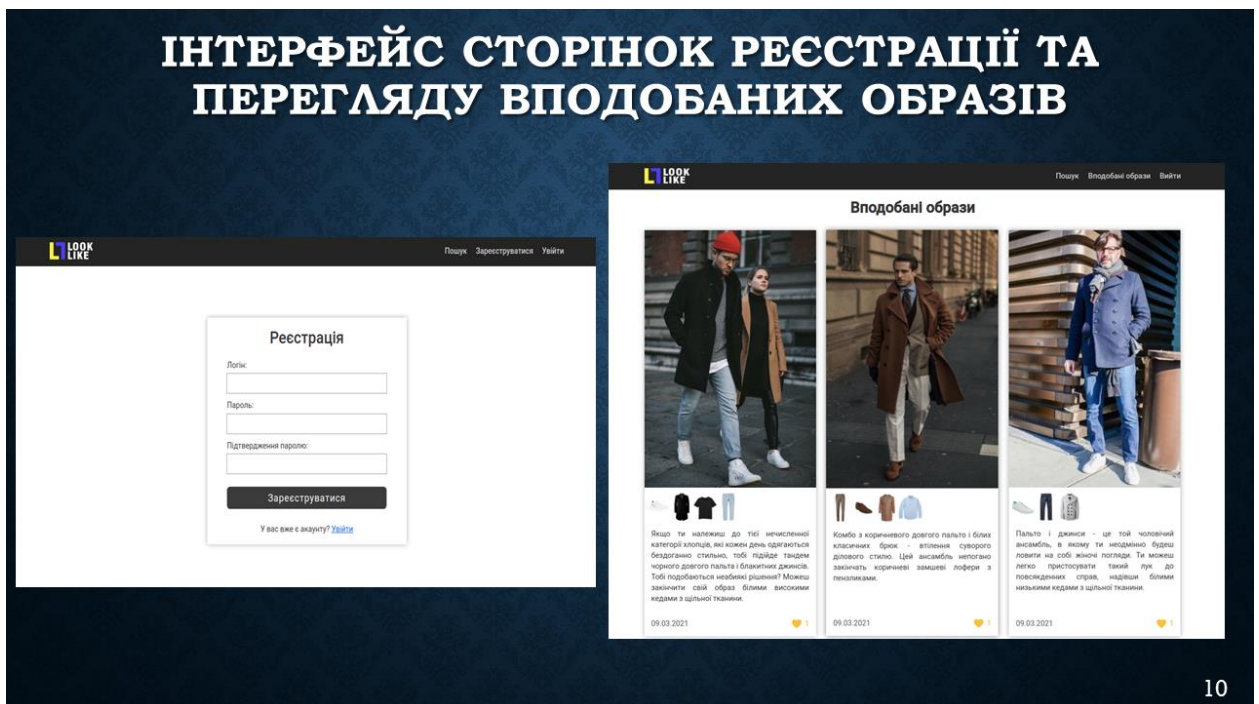 ІНТЕРФЕЙС СТОРІНОК РЕЄСТРАЦІЇ ТА
ПЕРЕГЛЯДУ ВПОДОБАНИХ ОБРАЗІВ
LOOK
LIKE
Пошук Зареєструватися Увійти
Реєстрація
Логін:
Пароль:
Підтвердження паролю:
Зареєструватися
У вас вже є акаунту? Увійти
LOOK
LIKE
Пошук Вподобані образи Вийти
Вподобані образи
Якщо ти належиш до тієї нечисленної
категорії хлопців, які кожен день одягаються
бездоганно стильно, тобі підійде тандем
чорного довгого пальта і блакитних джинсів.
Тобі подобаються неабиякі рішення? Можеш
закінчити свій образ білими високими
кедами з щільної тканини.
09.03.2021 1
Комбо з коричневого довгого пальто і білих
класичних брюк - втілення суворого
ділового стилю. Цей ансамбль непогано
закінчать коричневі замшеві лофери з
пензликами.
09.03.2021 1
Пальто і джинси - це той чоловічий
ансамбль, в якому ти неодмінно будеш
ловити на собі жіночі погляди. Ти можеш
легко пристосувати такий лук до
повсякденних справ, надівши білими
низькими кедами з щільної тканини.
09.03.2021 1
10